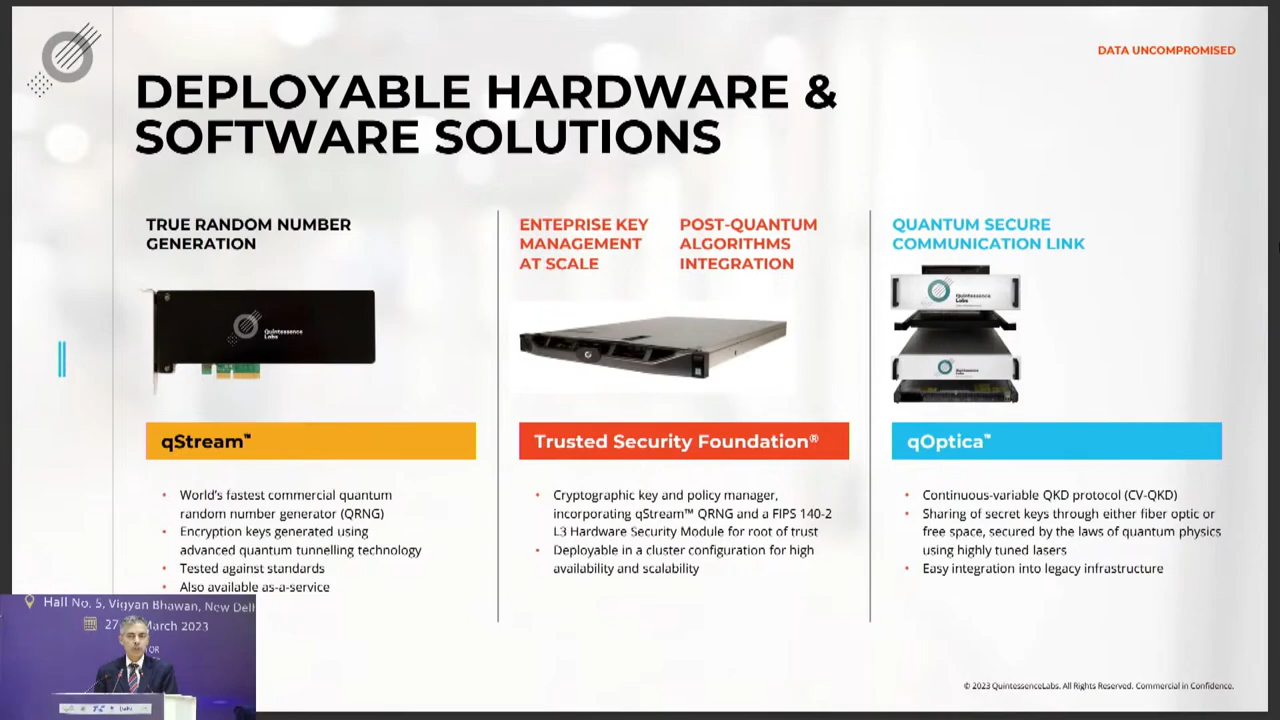 DATA UNCOMPROMISED
DEPLOYABLE HARDWARE &
SOFTWARE SOLUTIONS
TRUE RANDOM NUMBER
GENERATION
Quintessence
Labs
qStream™
• World's fastest commercial quantum
random number generator (QRNG)
• Encryption keys generated using
advanced quantum tunnelling technology
• Tested against standards
• Also available as-a-service
ENTEPRISE KEY
MANAGEMENT
AT SCALE
POST-QUANTUM
ALGORITHMS
INTEGRATION
Trusted Security Foundation®
• Cryptographic key and policy manager,
incorporating qStream™ QRNG and a FIPS 140-2
L3 Hardware Security Module for root of trust
• Deployable in a cluster configuration for high
availability and scalability
QUANTUM SECURE
COMMUNICATION LINK
Quintessence
Labs
qOptica™
• Continuous-variable QKD protocol (CV-QKD)
• Sharing of secret keys through either fiber optic or
free space, secured by the laws of quantum physics
using highly tuned lasers
• Easy integration into legacy infrastructure
Hall No. 5, Vigyan Bhawan, New Delh
27 March 2023
© 2023 QuintessenceLabs. All Rights Reserved. Commercial in Confidence.